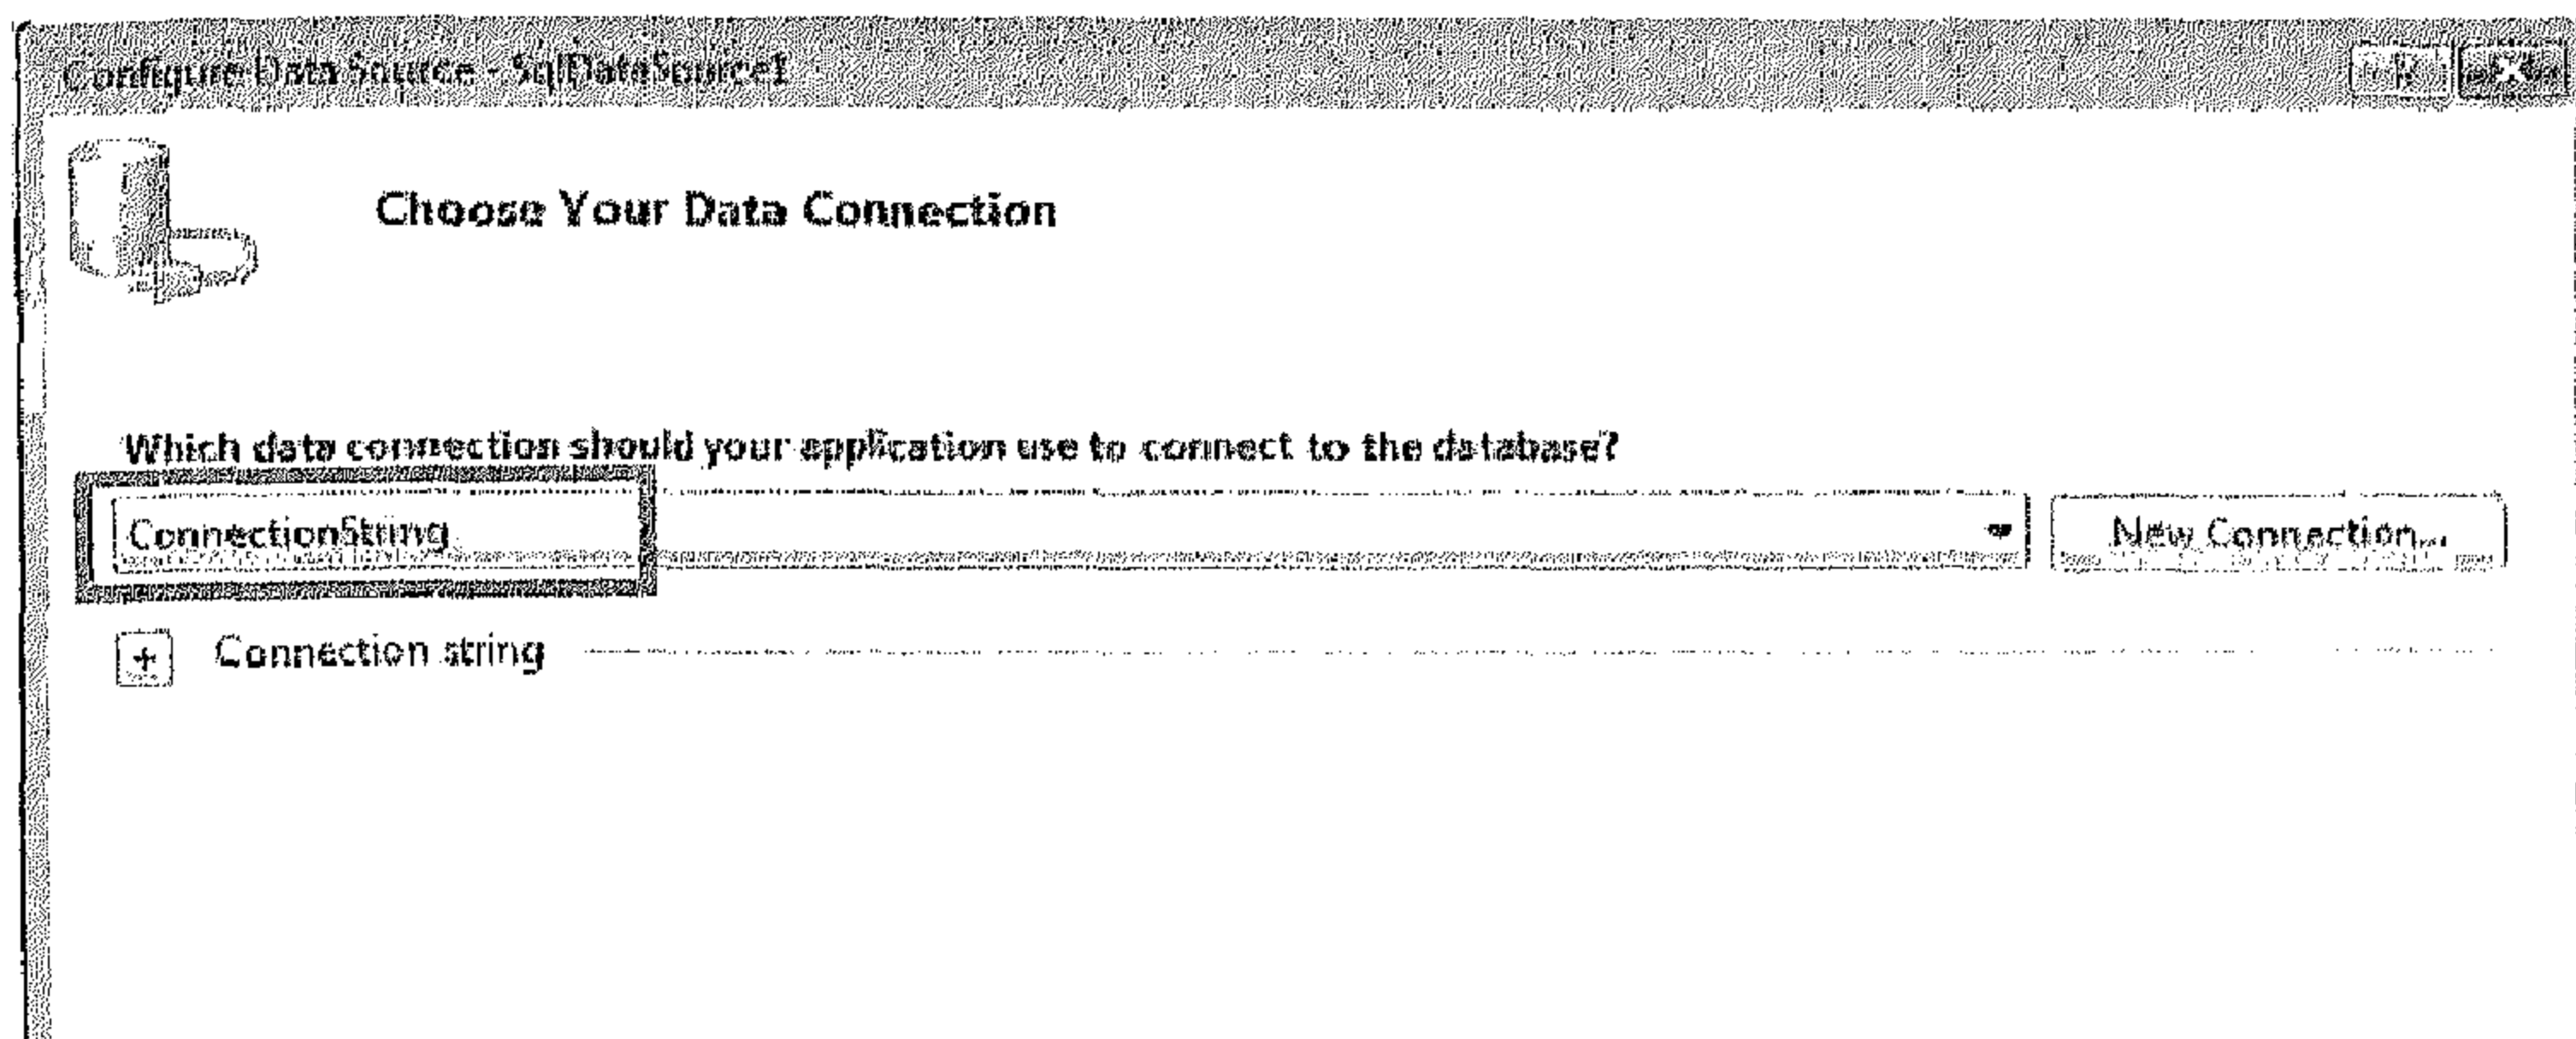 Configure Data Source - SqlDataSource1
Choose Your Data Connection
Which data connection should your application use to connect to the database?
ConnectionString
New Connection...
+ Connection string